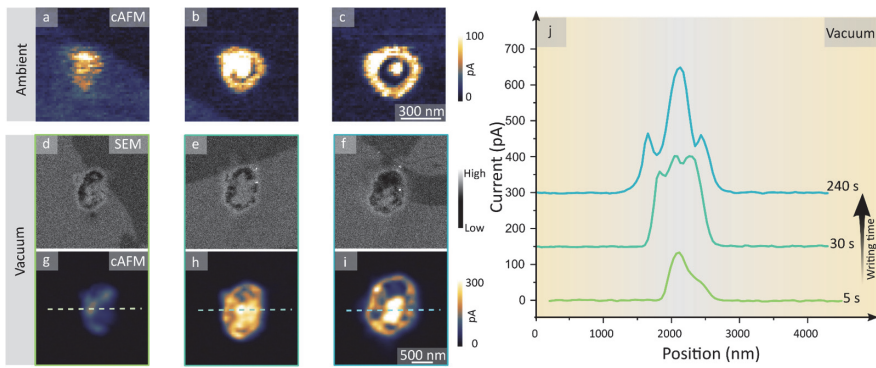 a
cAFM
b
c
100
pA
0
Ambient
300 nm
d
SEM
e
f
High
Low
Vacuum
g
cAFM
h
i
300
pA
0
500 nm
j
Vacuum
700
600
500
400
300
200
100
0
Current (pA)
240 s
30 s
5 s
Writing time
0
1000
2000
3000
4000
Position (nm)